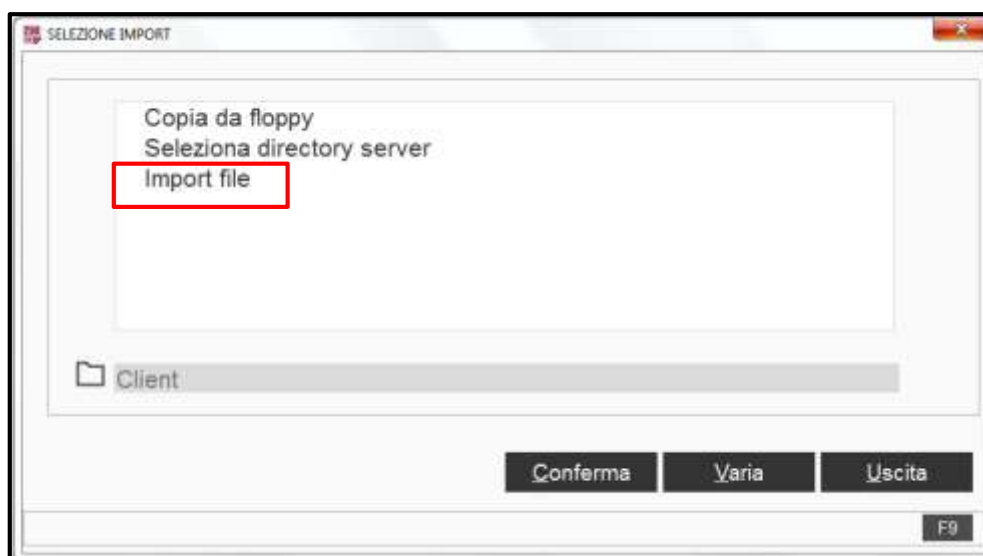 SELEZIONE IMPORT
Copia da floppy
Seleziona directory server
Import file
Client
Conferma Varia Uscita
F9